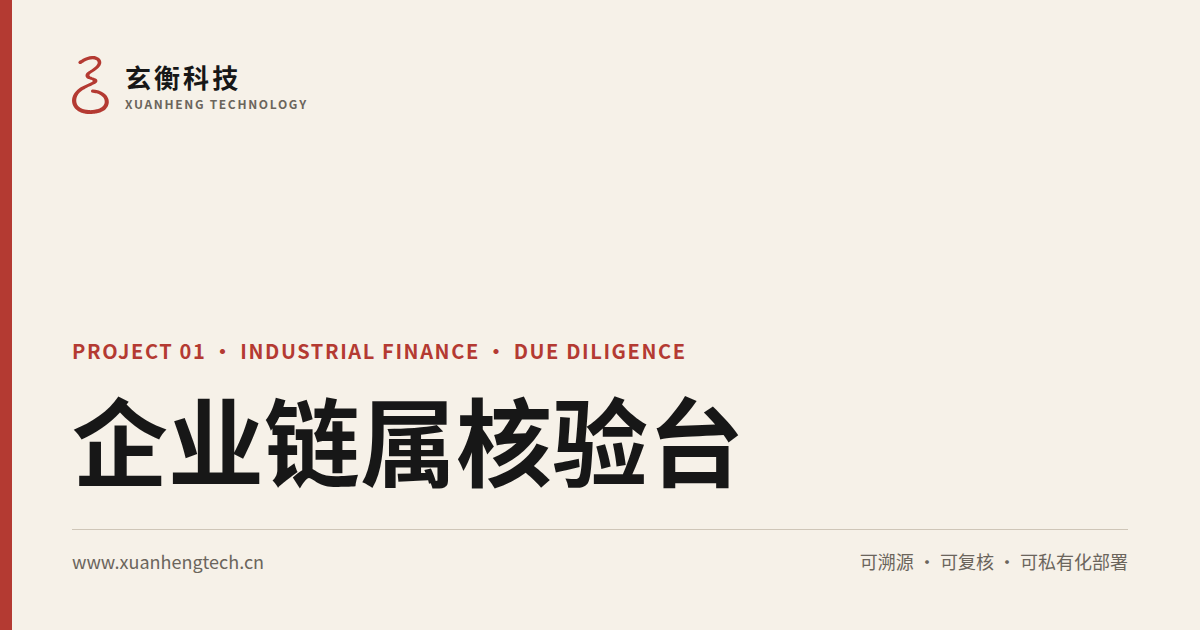 玄衡科技
XUANHENG TECHNOLOGY
PROJECT 01 • INDUSTRIAL FINANCE • DUE DILIGENCE
企业链属核验台
www.xuanhengtech.cn
可溯源 • 可复核 • 可私有化部署